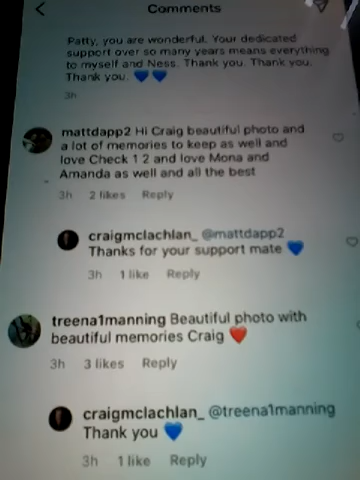 Comments
Patty, you are wonderful. Your dedicated
support over so many years means everything
to myself and Ness. Thank you. Thank you.
Thank you. 💙💙
3h
mattdapp2 Hi Craig beautiful photo and
a lot of memories to keep as well and
love Check 1 2 and love Mona and
Amanda as well and all the best
3h 2 likes Reply
craigmclachlan_ @mattdapp2
Thanks for your support mate 💙
3h 1 like Reply
treena1manning Beautiful photo with
beautiful memories Craig ❤️
3h 3 likes Reply
craigmclachlan_ @treena1manning
Thank you 💙
3h 1 like Reply